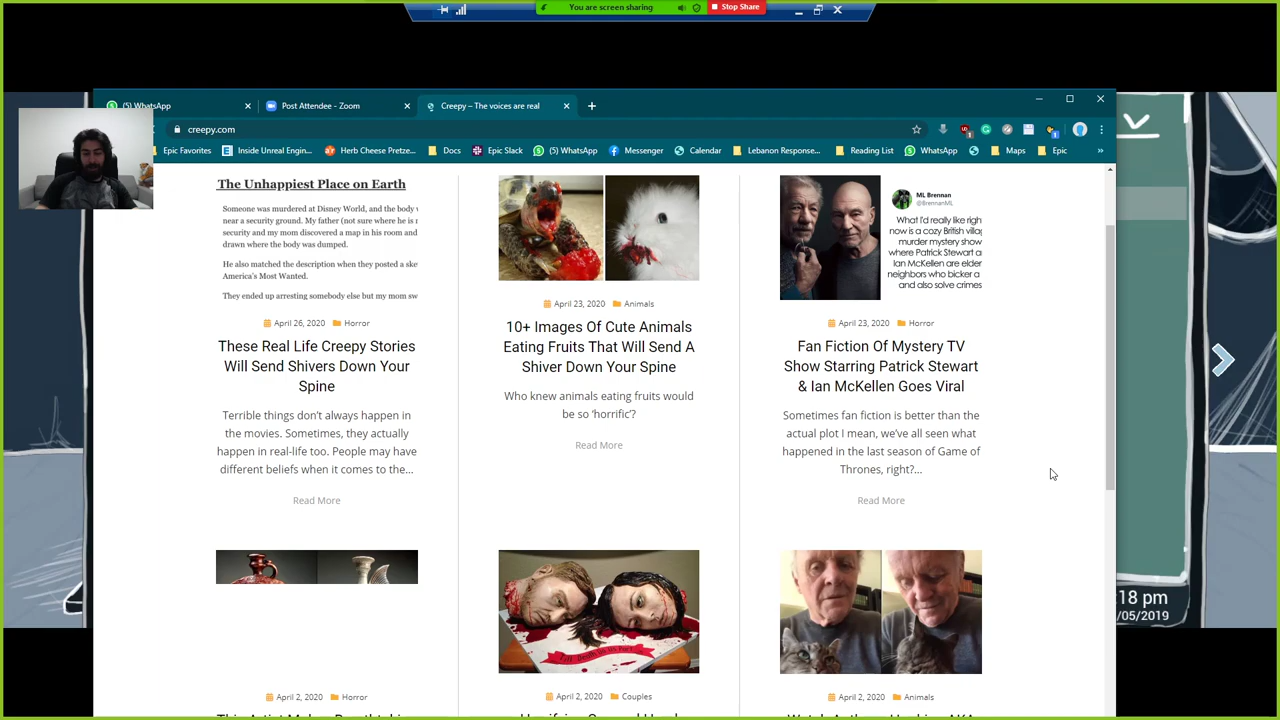 You are screen sharing
Stop Share
(5) WhatsApp
Post Attendee - Zoom
Creepy – The voices are real
creepy.com
Epic Favorites
Inside Unreal Engin...
Herb Cheese Pretze...
Docs
Epic Slack
(5) WhatsApp
Messenger
Calendar
Lebanon Response...
Reading List
WhatsApp
Maps
Epic
The Unhappiest Place on Earth
Someone was murdered at Disney World, and the body
near a security ground. My father (not sure where he is
security and my mom discovered a map in his room and
drawn where the body was dumped.
He also matched the description when they posted a ske
America's Most Wanted.
They ended up arresting somebody else but my mom sw
April 26, 2020 Horror
These Real Life Creepy Stories
Will Send Shivers Down Your
Spine
Terrible things don't always happen in
the movies. Sometimes, they actually
happen in real-life too. People may have
different beliefs when it comes to the...
Read More
April 23, 2020 Animals
10+ Images Of Cute Animals
Eating Fruits That Will Send A
Shiver Down Your Spine
Who knew animals eating fruits would
be so 'horrific'?
Read More
ML Brennan
@BrennanML
What I'd really like righ
now is a cozy British villa
murder mystery show
where Patrick Stewart a
Ian McKellen are elder
neighbors who bicker a
and also solve crimes
April 23, 2020 Horror
Fan Fiction Of Mystery TV
Show Starring Patrick Stewart
& Ian McKellen Goes Viral
Sometimes fan fiction is better than the
actual plot I mean, we've all seen what
happened in the last season of Game of
Thrones, right?...
Read More
:18 pm
/05/2019
April 2, 2020 Horror
April 2, 2020 Couples
April 2, 2020 Animals